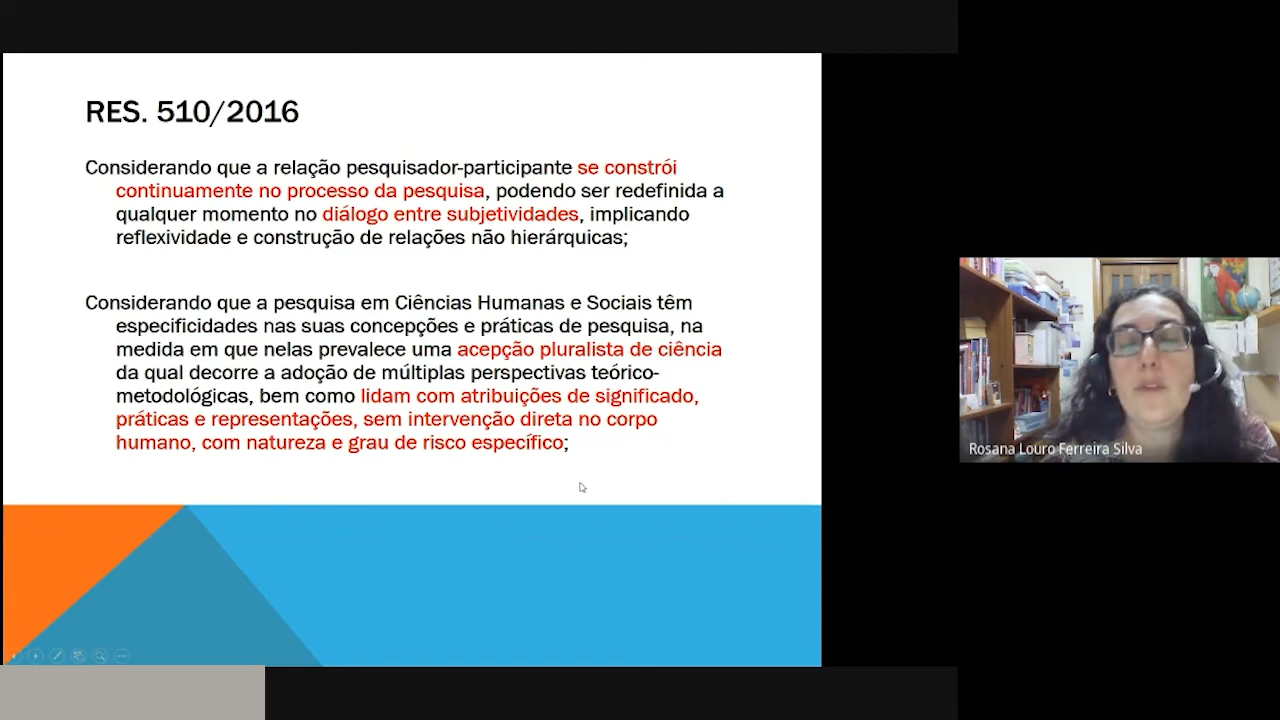 RES. 510/2016
Considerando que a relação pesquisador-participante se constrói
continuamente no processo da pesquisa, podendo ser redefinida a
qualquer momento no diálogo entre subjetividades, implicando
reflexividade e construção de relações não hierárquicas;
Considerando que a pesquisa em Ciências Humanas e Sociais têm
especificidades nas suas concepções e práticas de pesquisa, na
medida em que nelas prevalece uma acepção pluralista de ciência
da qual decorre a adoção de múltiplas perspectivas teórico-
metodológicas, bem como lidam com atribuições de significado,
práticas e representações, sem intervenção direta no corpo
humano, com natureza e grau de risco específico;
Rosana Louro Ferreira Silva